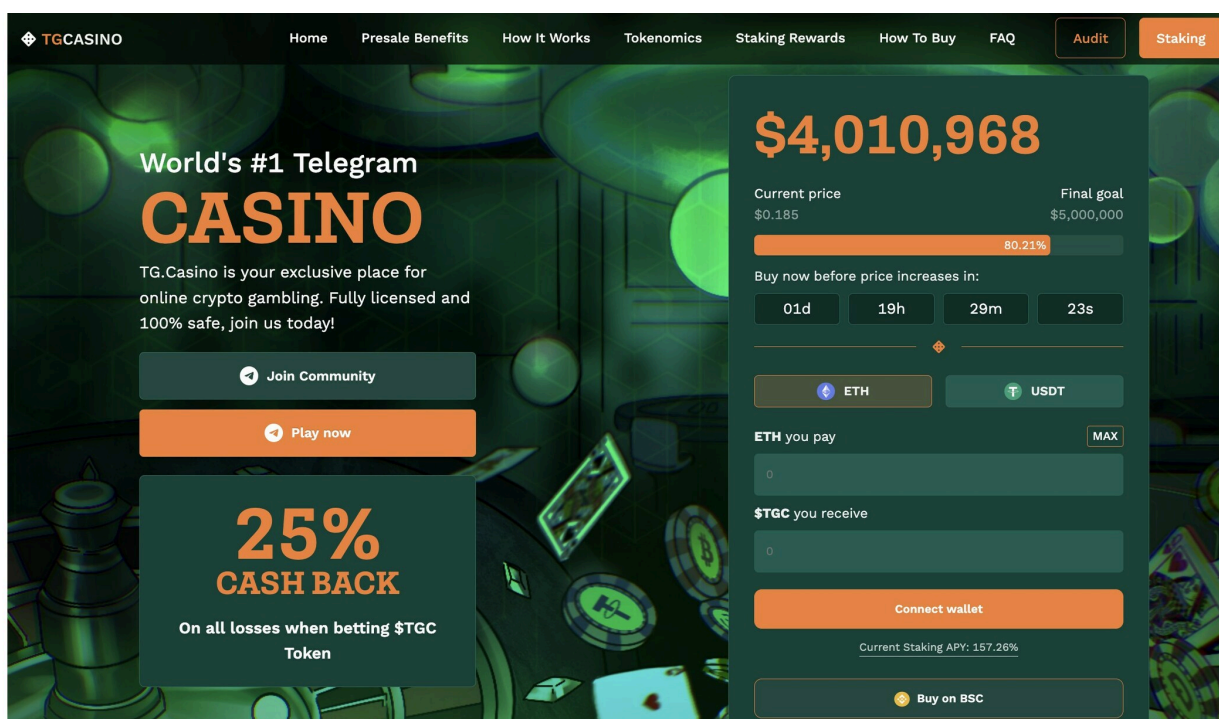 TGCASINO
Home Presale Benefits How It Works Tokenomics Staking Rewards How To Buy FAQ Audit Staking
World's #1 Telegram
CASINO
TG.Casino is your exclusive place for
online crypto gambling. Fully licensed and
100% safe, join us today!
Join Community
Play now
25%
CASH BACK
On all losses when betting $TGC
Token
$4,010,968
Current price Final goal
$0.185 $5,000,000
80.21%
Buy now before price increases in:
01d 19h 29m 23s
ETH USDT
ETH you pay MAX
0
$TGC you receive
0
Connect wallet
Current Staking APY: 157.26%
Buy on BSC